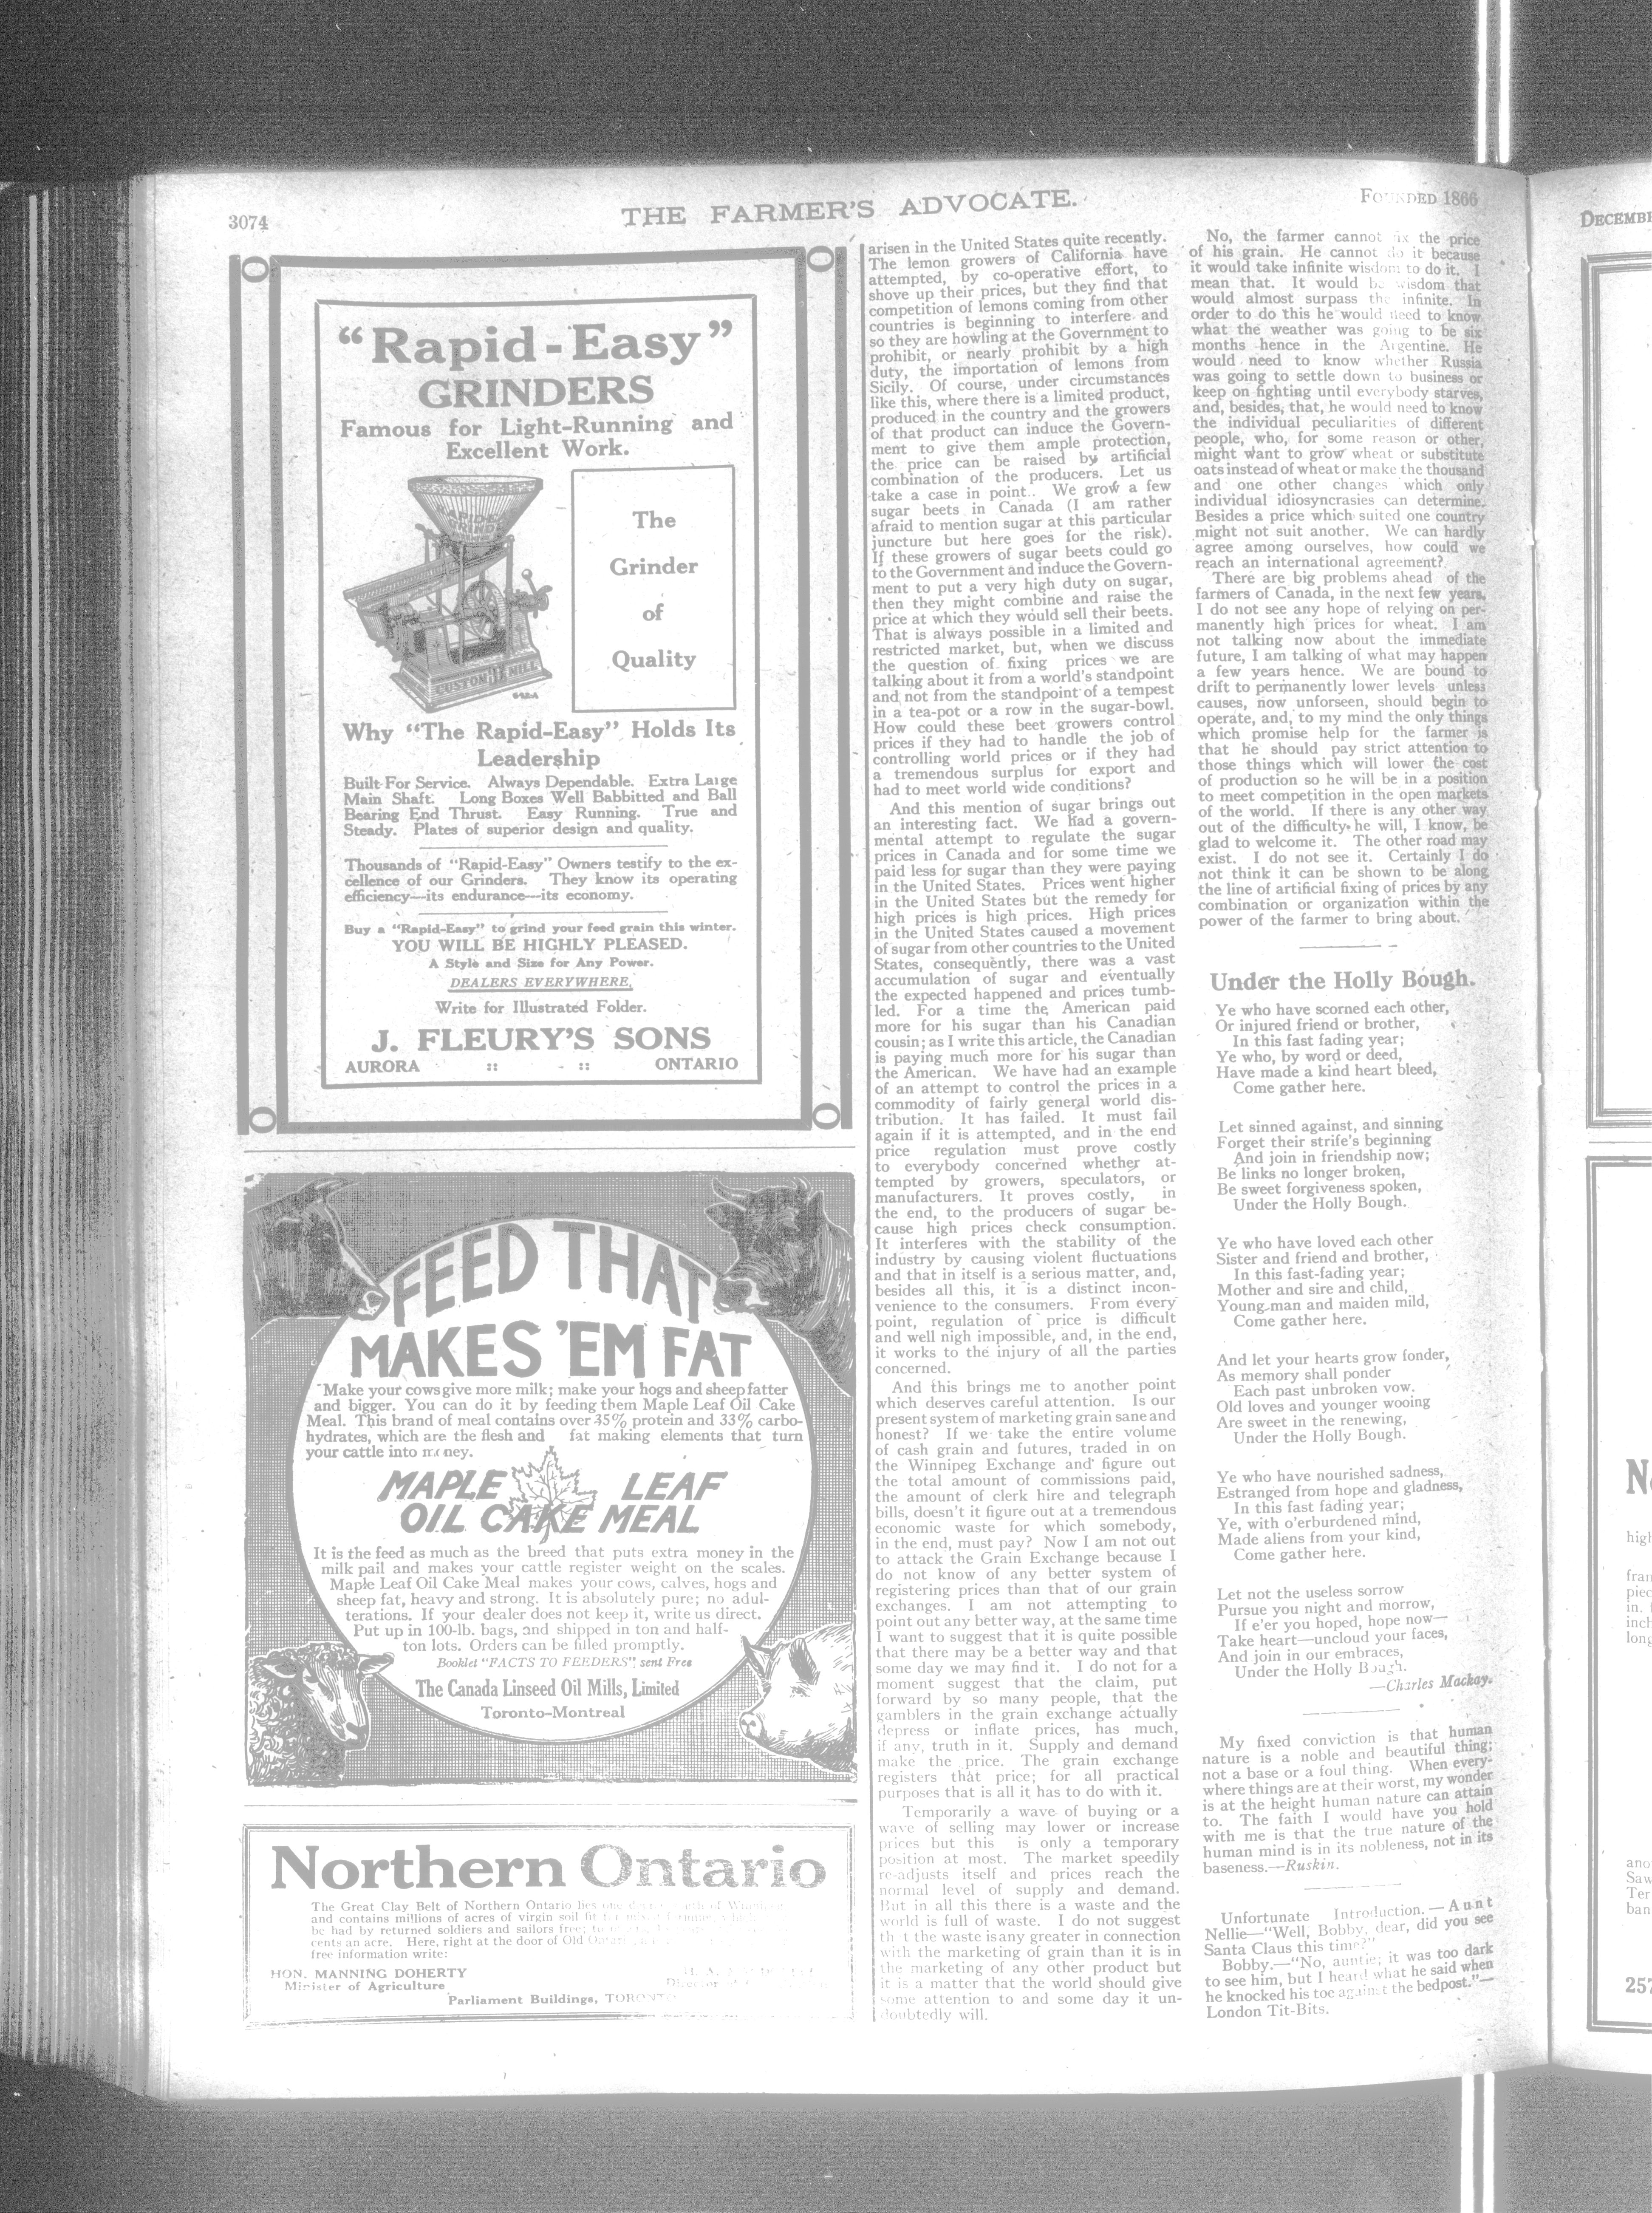 3074
THE FARMER'S ADVOCATE.
FOUNDED 1866
"Rapid-Easy"
GRINDERS
Famous for Light-Running and
Excellent Work.
RAPID-E
GRINDE
CUSTOM MILL
642A
The
Grinder
of
Quality
Why "The Rapid-Easy" Holds Its
Leadership
Built For Service. Always Dependable. Extra Large
Main Shaft. Long Boxes Well Babbitted and Ball
Bearing End Thrust. Easy Running. True and
Steady. Plates of superior design and quality.
Thousands of "Rapid-Easy" Owners testify to the ex-
cellence of our Grinders. They know its operating
efficiency—its endurance—its economy.
Buy a "Rapid-Easy" to grind your feed grain this winter.
YOU WILL BE HIGHLY PLEASED.
A Style and Size for Any Power.
DEALERS EVERYWHERE.
Write for Illustrated Folder.
J. FLEURY'S SONS
AURORA :: - :: ONTARIO
FEED THAT
MAKES 'EM FAT
Make your cows give more milk; make your hogs and sheep fatter
and bigger. You can do it by feeding them Maple Leaf Oil Cake
Meal. This brand of meal contains over 35% protein and 33% carbo-
hydrates, which are the flesh and fat making elements that turn
your cattle into money.
MAPLE LEAF
OIL CAKE MEAL
It is the feed as much as the breed that puts extra money in the
milk pail and makes your cattle register weight on the scales.
Maple Leaf Oil Cake Meal makes your cows, calves, hogs and
sheep fat, heavy and strong. It is absolutely pure; no adul-
terations. If your dealer does not keep it, write us direct.
Put up in 100-lb. bags, and shipped in ton and half-
ton lots. Orders can be filled promptly.
Booklet "FACTS TO FEEDERS", sent Free
The Canada Linseed Oil Mills, Limited
Toronto-Montreal
Northern Ontario
The Great Clay Belt of Northern Ontario lies one
and contains millions of acres of virgin soil fit for
be had by returned soldiers and sailors free; to
cents an acre. Here, right at the door of Old
free information write:
HON. MANNING DOHERTY
Minister of Agriculture
Parliament Buildings, TORONTO
arisen in the United States quite recently.
The lemon growers of California have
attempted, by co-operative effort, to
shove up their prices, but they find that
competition of lemons coming from other
countries is beginning to interfere and
so they are howling at the Government to
prohibit, or nearly prohibit by a high
duty, the importation of lemons from
Sicily. Of course, under circumstances
like this, where there is a limited product,
produced in the country and the growers
of that product can induce the Govern-
ment to give them ample protection,
the price can be raised by artificial
combination of the producers. Let us
take a case in point.. We grow a few
sugar beets in Canada (I am rather
afraid to mention sugar at this particular
juncture but here goes for the risk).
If these growers of sugar beets could go
to the Government and induce the Govern-
ment to put a very high duty on sugar,
then they might combine and raise the
price at which they would sell their beets.
That is always possible in a limited and
restricted market, but, when we discuss
the question of fixing prices we are
talking about it from a world's standpoint
and not from the standpoint of a tempest
in a tea-pot or a row in the sugar-bowl.
How could these beet growers control
prices if they had to handle the job of
controlling world prices or if they had
a tremendous surplus for export and
had to meet world wide conditions?
And this mention of sugar brings out
an interesting fact. We had a govern-
mental attempt to regulate the sugar
prices in Canada and for some time we
paid less for sugar than they were paying
in the United States. Prices went higher
in the United States but the remedy for
high prices is high prices. High prices
in the United States caused a movement
of sugar from other countries to the United
States, consequently, there was a vast
accumulation of sugar and eventually
the expected happened and prices tumb-
led. For a time the American paid
more for his sugar than his Canadian
cousin; as I write this article, the Canadian
is paying much more for his sugar than
the American. We have had an example
of an attempt to control the prices in a
commodity of fairly general world dis-
tribution. It has failed. It must fail
again if it is attempted, and in the end
price regulation must prove costly
to everybody concerned whether at-
tempted by growers, speculators, or
manufacturers. It proves costly, in
the end, to the producers of sugar be-
cause high prices check consumption.
It interferes with the stability of the
industry by causing violent fluctuations
and that in itself is a serious matter, and,
besides all this, it is a distinct incon-
venience to the consumers. From every
point, regulation of price is difficult
and well nigh impossible, and, in the end,
it works to the injury of all the parties
concerned.
And this brings me to another point
which deserves careful attention. Is our
present system of marketing grain sane and
honest? If we take the entire volume
of cash grain and futures, traded in on
the Winnipeg Exchange and figure out
the total amount of commissions paid,
the amount of clerk hire and telegraph
bills, doesn't it figure out at a tremendous
economic waste for which somebody,
in the end, must pay? Now I am not out
to attack the Grain Exchange because I
do not know of any better system of
registering prices than that of our grain
exchanges. I am not attempting to
point out any better way, at the same time
I want to suggest that it is quite possible
that there may be a better way and that
some day we may find it. I do not for a
moment suggest that the claim, put
forward by so many people, that the
gamblers in the grain exchange actually
depress or inflate prices, has much,
if any, truth in it. Supply and demand
make the price. The grain exchange
registers that price; for all practical
purposes that is all it has to do with it.
Temporarily a wave of buying or a
wave of selling may lower or increase
prices but this is only a temporary
position at most. The market speedily
re-adjusts itself and prices reach the
normal level of supply and demand.
But in all this there is a waste and the
world is full of waste. I do not suggest
th t the waste is any greater in connection
with the marketing of grain than it is in
the marketing of any other product but
it is a matter that the world should give
some attention to and some day it un-
doubtedly will.
No, the farmer cannot fix the price
of his grain. He cannot do it because
it would take infinite wisdom to do it. I
mean that. It would be wisdom that
would almost surpass the infinite. In
order to do this he would need to know
what the weather was going to be six
months hence in the Argentine. He
would need to know whether Russia
was going to settle down to business or
keep on fighting until everybody starves,
and, besides, that, he would need to know
the individual peculiarities of different
people, who, for some reason or other,
might want to grow wheat or substitute
oats instead of wheat or make the thousand
and one other changes which only
individual idiosyncrasies can determine.
Besides a price which suited one country
might not suit another. We can hardly
agree among ourselves, how could we
reach an international agreement?
There are big problems ahead of the
farmers of Canada, in the next few years.
I do not see any hope of relying on per-
manently high prices for wheat. I am
not talking now about the immediate
future, I am talking of what may happen
a few years hence. We are bound to
drift to permanently lower levels unless
causes, now unforseen, should begin to
operate, and, to my mind the only things
which promise help for the farmer is
that he should pay strict attention to
those things which will lower the cost
of production so he will be in a position
to meet competition in the open markets
of the world. If there is any other way
out of the difficulty he will, I know, be
glad to welcome it. The other road may
exist. I do not see it. Certainly I do
not think it can be shown to be along
the line of artificial fixing of prices by any
combination or organization within the
power of the farmer to bring about.
Under the Holly Bough.
Ye who have scorned each other,
Or injured friend or brother,
In this fast fading year;
Ye who, by word or deed,
Have made a kind heart bleed,
Come gather here.
Let sinned against, and sinning
Forget their strife's beginning
And join in friendship now;
Be links no longer broken,
Be sweet forgiveness spoken,
Under the Holly Bough.
Ye who have loved each other
Sister and friend and brother,
In this fast-fading year;
Mother and sire and child,
Young man and maiden mild,
Come gather here.
And let your hearts grow fonder,
As memory shall ponder
Each past unbroken vow.
Old loves and younger wooing
Are sweet in the renewing,
Under the Holly Bough.
Ye who have nourished sadness,
Estranged from hope and gladness,
In this fast fading year;
Ye, with o'erburdened mind,
Made aliens from your kind,
Come gather here.
Let not the useless sorrow
Pursue you night and morrow,
If e'er you hoped, hope now—
Take heart—uncloud your faces,
And join in our embraces,
Under the Holly Bough.
—Charles Mackay.
My fixed conviction is that human
nature is a noble and beautiful thing;
not a base or a foul thing. When every-
where things are at their worst, my wonder
is at the height human nature can attain
to. The faith I would have you hold
with me is that the true nature of the
human mind is in its nobleness, not in its
baseness.—Ruskin.
Unfortunate Introduction.—Aunt
Nellie—"Well, Bobby, dear, did you see
Santa Claus this time?"
Bobby.—"No, auntie; it was too dark
to see him, but I heard what he said when
he knocked his toe against the bedpost."—
London Tit-Bits.
DECEMBE
N
high
fran
piec
in.
inch
long
ano
Saw
Ter
ban
257